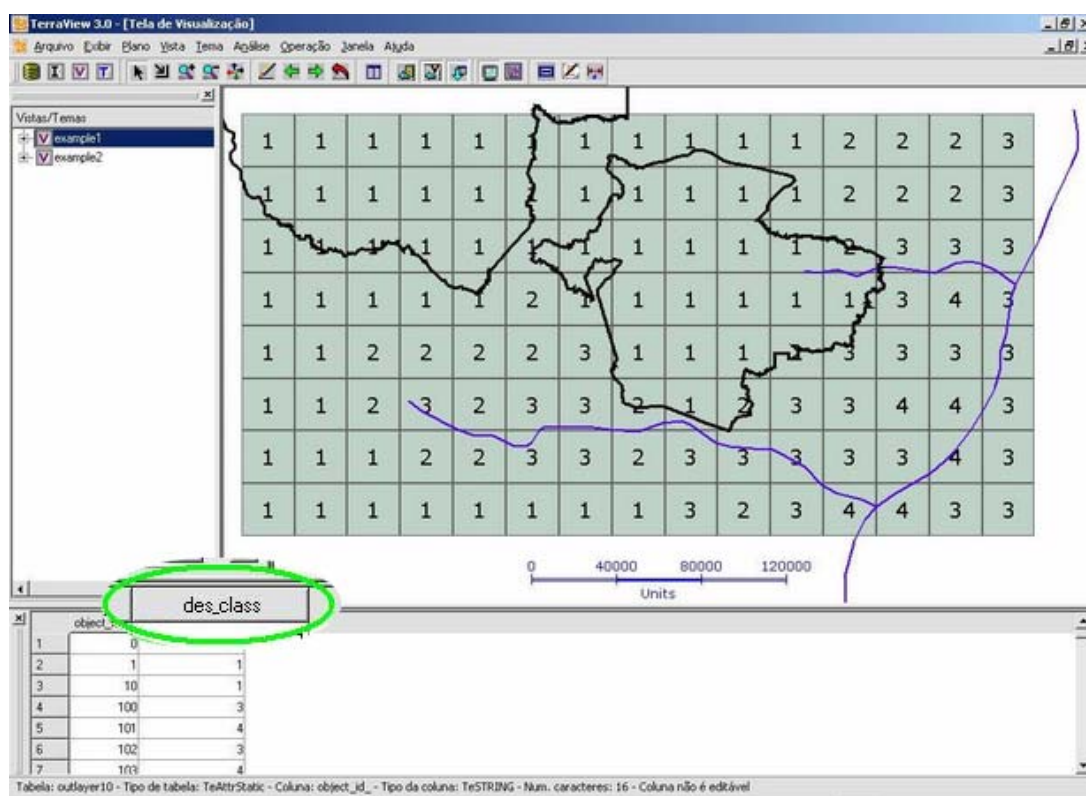 TerraView 3.0 - [Tela de Visualização]
Arquivo Exibir Plano Vista Tema Análise Operação Janela Ajuda
Vistas/Temas
example1
example2
1 1 1 1 1 1 1 1 1 1 1 2 2 2 3
1 1 1 1 1 1 1 1 1 1 1 2 2 2 3
1 1 1 1 1 1 1 1 1 1 1 2 3 3 3
1 1 1 1 1 2 1 1 1 1 1 1 3 4 3
1 1 2 2 2 2 3 1 1 1 1 3 3 3 3
1 1 2 3 2 3 3 2 1 2 3 3 4 4 3
1 1 1 2 2 3 3 2 3 3 3 3 3 4 3
1 1 1 1 1 1 1 1 3 2 3 4 4 3 3
0 40000 80000 120000
Units
des_class
1 0
2 1 1
3 10 1
4 100 3
5 101 4
6 102 3
7 103 4
Tabela: outlayer10 - Tipo de tabela: TeAttrStatic - Coluna: object_id_ - Tipo da coluna: TeSTRING - Num. caracteres: 16 - Coluna não é editável